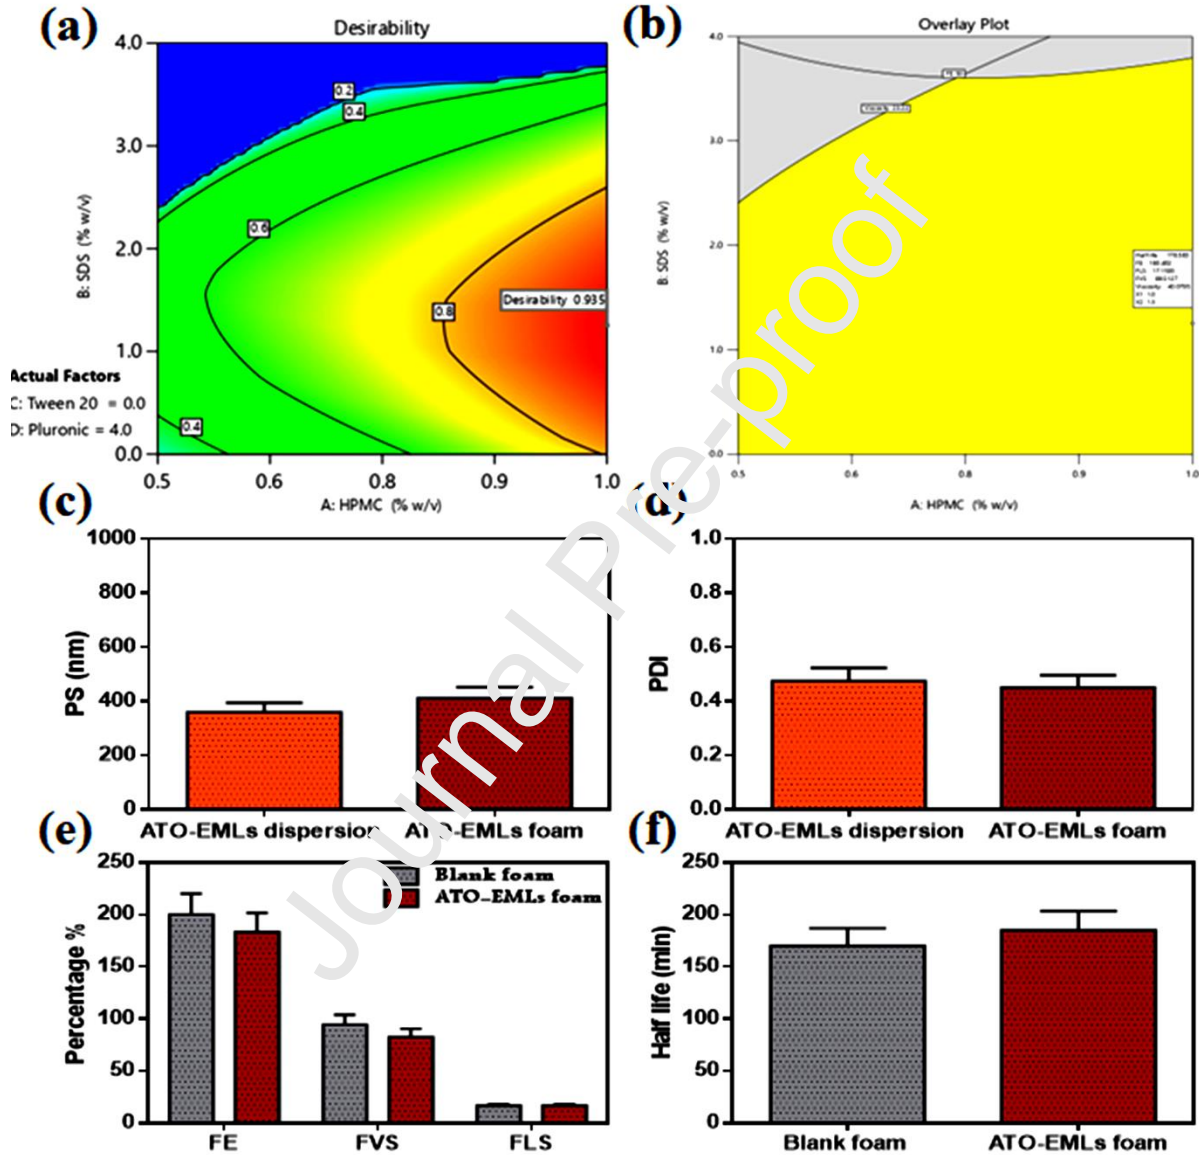 (a)
Desirability
4.0
3.0
2.0
1.0
0.0
B: SDS (% w/v)
0.2
0.4
0.6
0.8
0.4
Desirability 0.935
Actual Factors
C: Tween 20 = 0.0
D: Pluronic = 4.0
0.5 0.6 0.8 0.9 1.0
A: HPMC (% w/v)
(b)
Overlay Plot
4.0
3.0
2.0
1.0
0.0
B: SDS (% w/v)
0.5 0.6 0.8 0.9 1.0
A: HPMC (% w/v)
(c)
1000
800
600
400
200
0
PS (nm)
ATO-EMLs dispersion ATO-EMLs foam
(d)
1.0
0.8
0.6
0.4
0.2
0.0
PDI
ATO-EMLs dispersion ATO-EMLs foam
(e)
250
200
150
100
50
0
Percentage %
Blank foam
ATO-EMLs foam
FE FVS FLS
(f)
250
200
150
100
50
0
Half life (min)
Blank foam ATO-EMLs foam
Journal Pre-proof